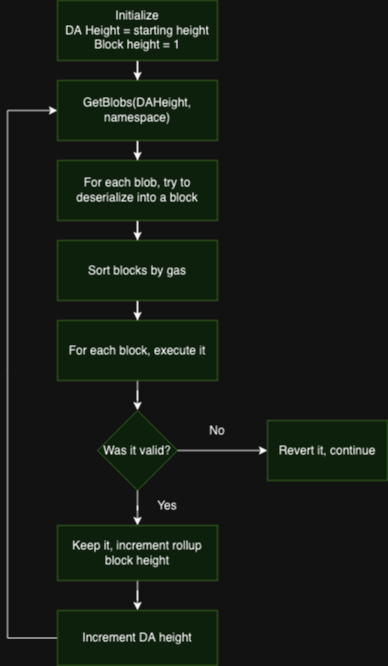 Initialize
DA Height = starting height
Block height = 1
GetBlobs(DAHeight,
namespace)
For each blob, try to
deserialize into a block
Sort blocks by gas
For each block, execute it
Was it valid?
No
Revert it, continue
Yes
Keep it, increment rollup
block height
Increment DA height